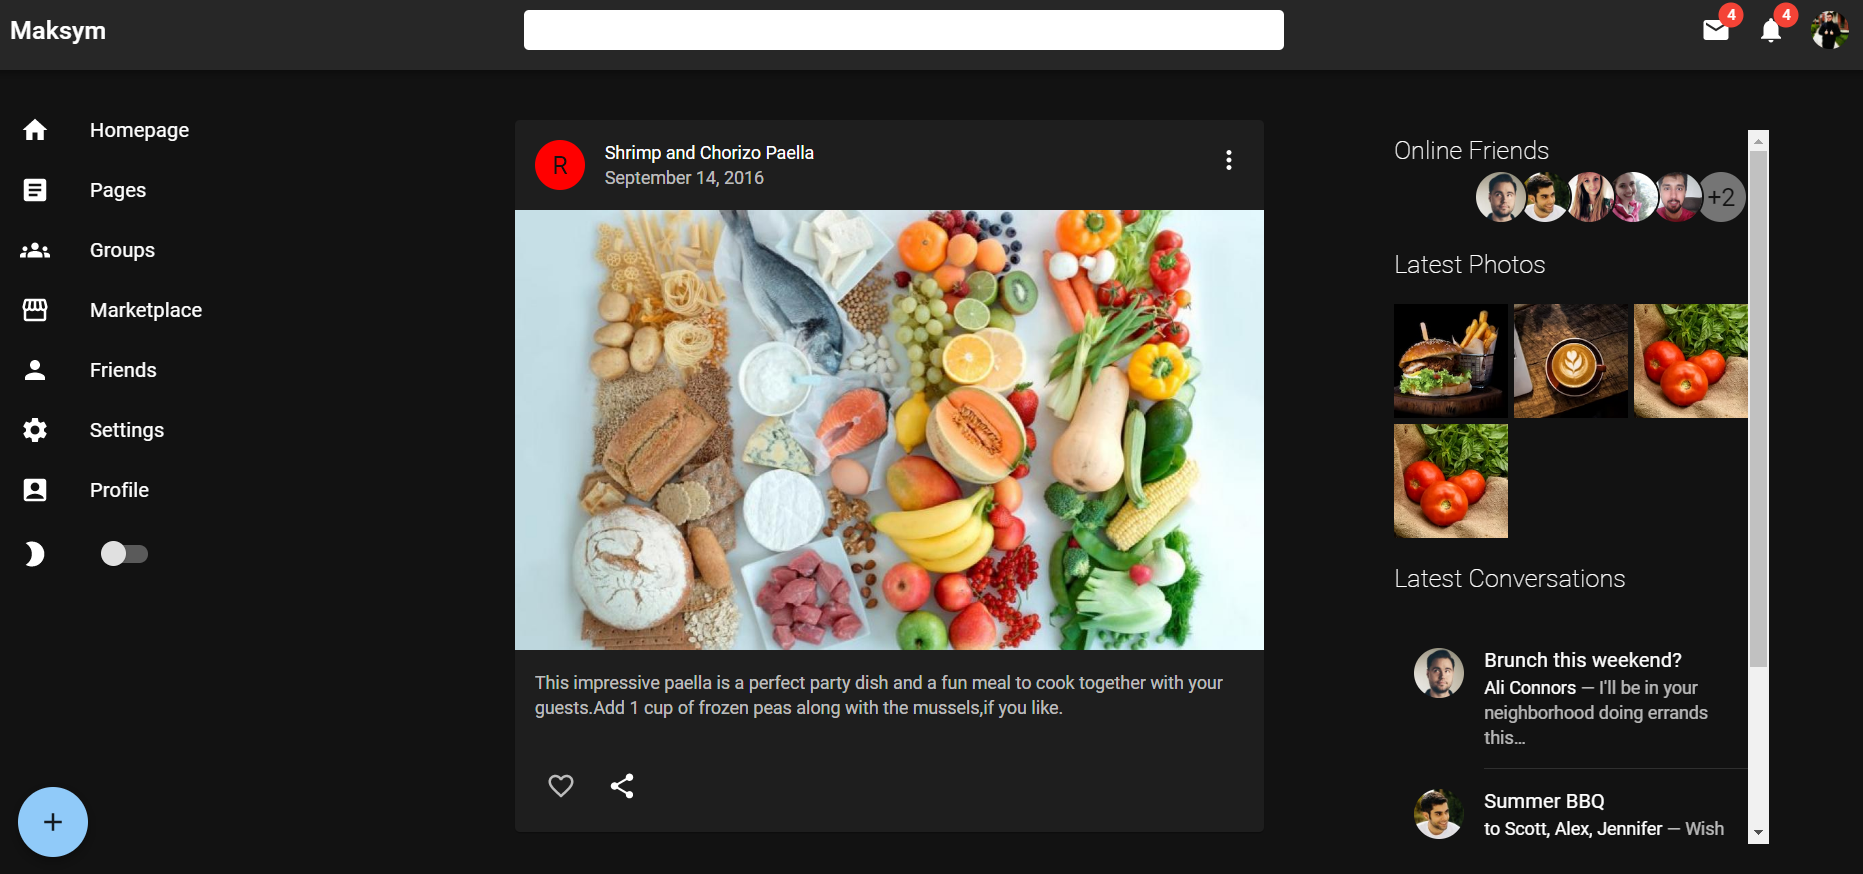 Maksym
4
4
Homepage
Pages
Groups
Marketplace
Friends
Settings
Profile
R
Shrimp and Chorizo Paella
September 14, 2016
This impressive paella is a perfect party dish and a fun meal to cook together with your
guests.Add 1 cup of frozen peas along with the mussels,if you like.
Online Friends
+2
Latest Photos
Latest Conversations
Brunch this weekend?
Ali Connors — I'll be in your
neighborhood doing errands
this…
Summer BBQ
to Scott, Alex, Jennifer — Wish